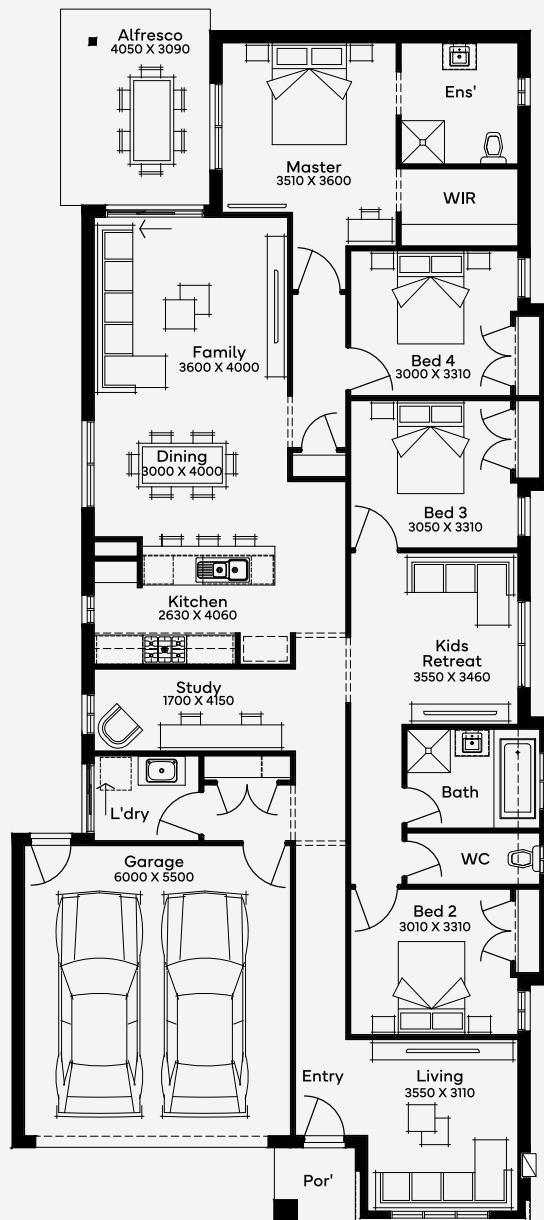 Alfresco
4050 X 3090
Ens'
Master
3510 X 3600
WIR
Family
3600 X 4000
Bed 4
3000 X 3310
Dining
3000 X 4000
Bed 3
3050 X 3310
Kitchen
2630 X 4060
Kids
Retreat
3550 X 3460
Study
1700 X 4150
L'dry
Bath
Garage
6000 X 5500
WC
Bed 2
3010 X 3310
Entry
Living
3550 X 3110
Por'